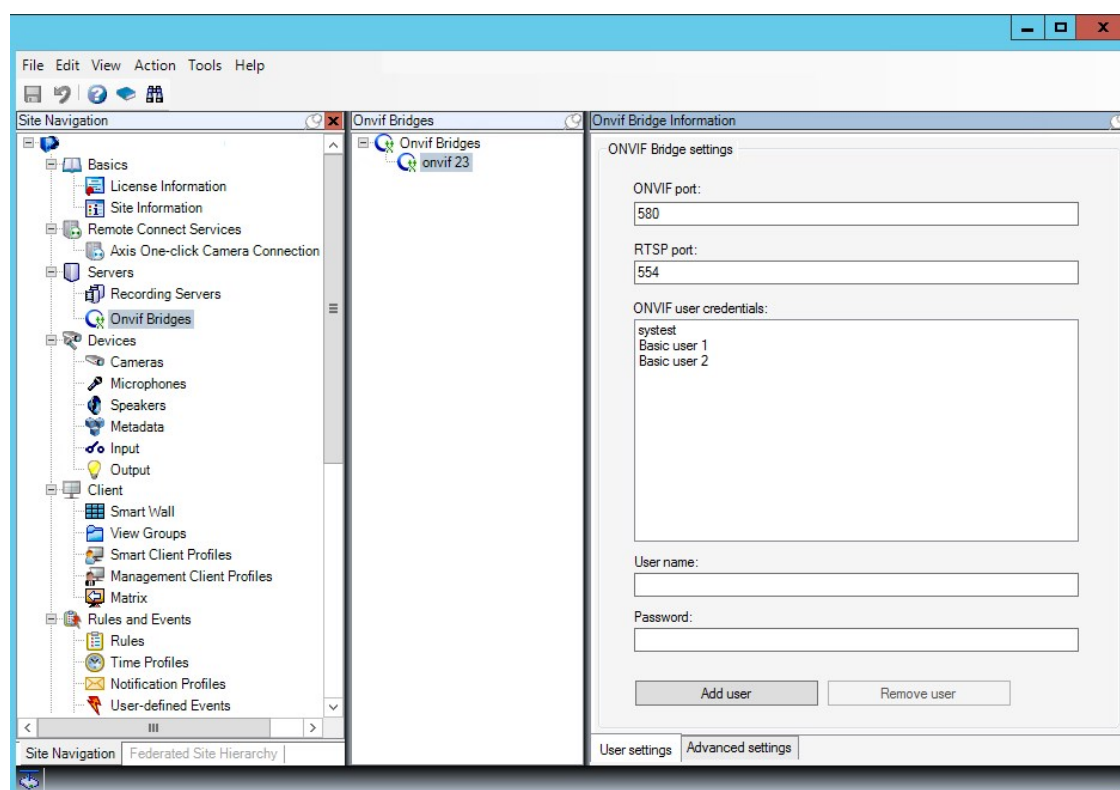 File Edit View Action Tools Help
Site Navigation
Basics
License Information
Site Information
Remote Connect Services
Axis One-click Camera Connection
Servers
Recording Servers
Onvif Bridges
Devices
Cameras
Microphones
Speakers
Metadata
Input
Output
Client
Smart Wall
View Groups
Smart Client Profiles
Management Client Profiles
Matrix
Rules and Events
Rules
Time Profiles
Notification Profiles
User-defined Events
Site Navigation Federated Site Hierarchy
Onvif Bridges
Onvif Bridges
onvif 23
Onvif Bridge Information
ONVIF Bridge settings
ONVIF port:
580
RTSP port:
554
ONVIF user credentials:
systest
Basic user 1
Basic user 2
User name:
Password:
Add user Remove user
User settings Advanced settings